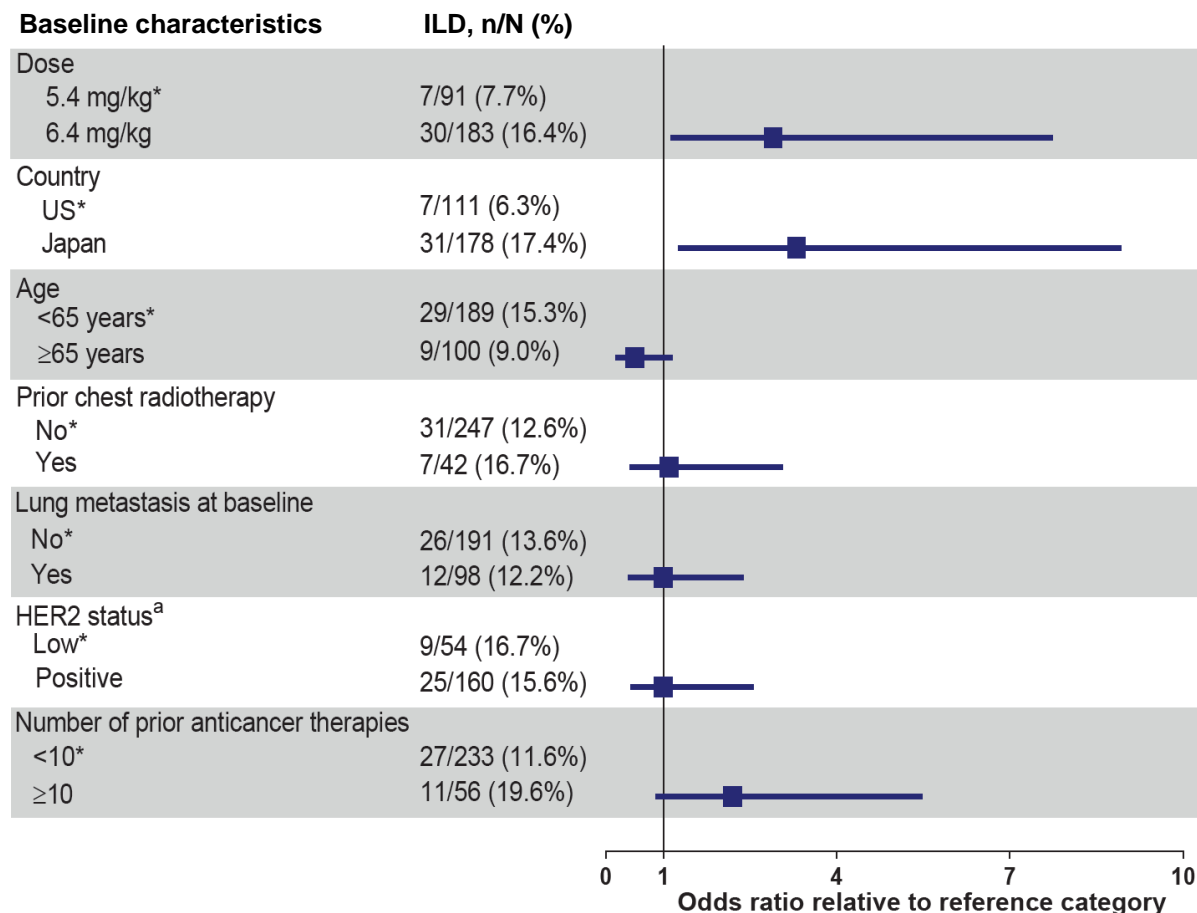 Baseline characteristics ILD, n/N (%)
Dose
5.4 mg/kg* 7/91 (7.7%)
6.4 mg/kg 30/183 (16.4%)
Country
US* 7/111 (6.3%)
Japan 31/178 (17.4%)
Age
<65 years* 29/189 (15.3%)
≥65 years 9/100 (9.0%)
Prior chest radiotherapy
No* 31/247 (12.6%)
Yes 7/42 (16.7%)
Lung metastasis at baseline
No* 26/191 (13.6%)
Yes 12/98 (12.2%)
HER2 statusᵃ
Low* 9/54 (16.7%)
Positive 25/160 (15.6%)
Number of prior anticancer therapies
<10* 27/233 (11.6%)
≥10 11/56 (19.6%)
0 1 4 7 10
Odds ratio relative to reference category